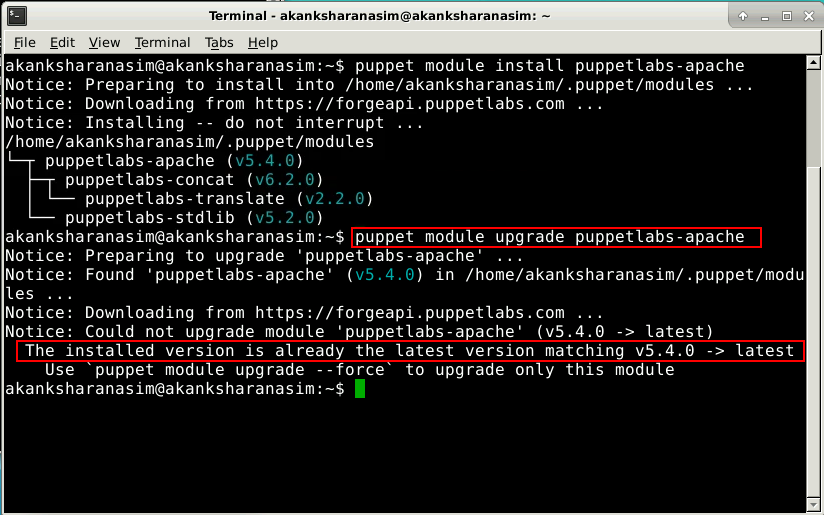 Terminal - akanksharanasim@akanksharanasim: ~
File Edit View Terminal Tabs Help
akanksharanasim@akanksharanasim:~$ puppet module install puppetlabs-apache
Notice: Preparing to install into /home/akanksharanasim/.puppet/modules ...
Notice: Downloading from https://forgeapi.puppetlabs.com ...
Notice: Installing -- do not interrupt ...
/home/akanksharanasim/.puppet/modules
└─┬ puppetlabs-apache (v5.4.0)
  ├─┬ puppetlabs-concat (v6.2.0)
  │ └── puppetlabs-translate (v2.2.0)
  └── puppetlabs-stdlib (v5.2.0)
akanksharanasim@akanksharanasim:~$ puppet module upgrade puppetlabs-apache
Notice: Preparing to upgrade 'puppetlabs-apache' ...
Notice: Found 'puppetlabs-apache' (v5.4.0) in /home/akanksharanasim/.puppet/modu
les ...
Notice: Downloading from https://forgeapi.puppetlabs.com ...
Notice: Could not upgrade module 'puppetlabs-apache' (v5.4.0 -> latest)
  The installed version is already the latest version matching v5.4.0 -> latest
    Use `puppet module upgrade --force` to upgrade only this module
akanksharanasim@akanksharanasim:~$